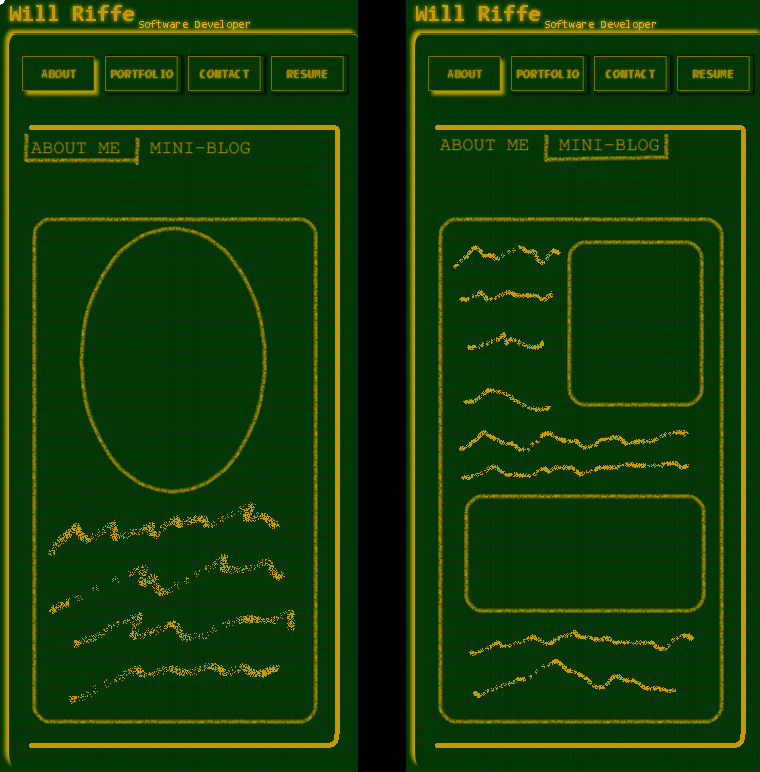 Will Riffe
Software Developer
ABOUT PORTFOLIO CONTACT RESUME
ABOUT ME MINI-BLOG
Will Riffe
Software Developer
ABOUT PORTFOLIO CONTACT RESUME
ABOUT ME MINI-BLOG